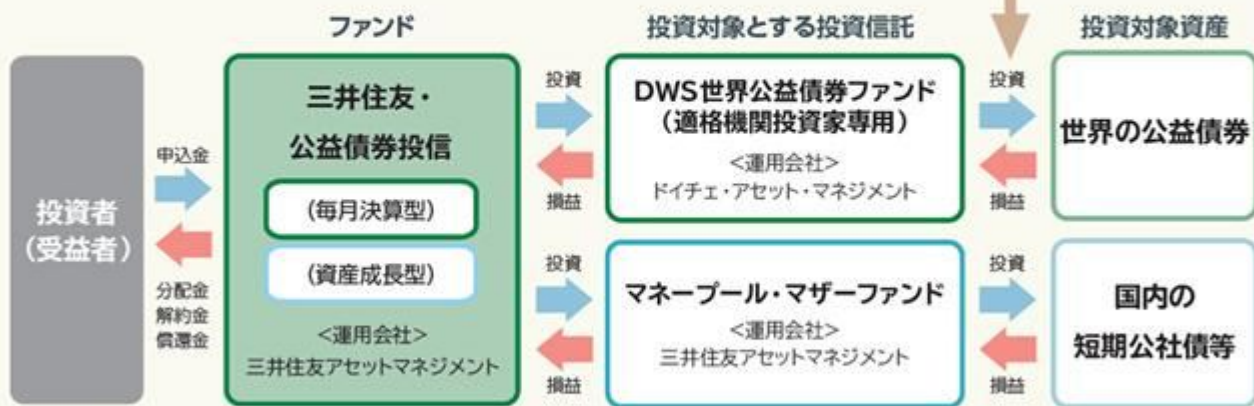 ファンド
投資対象とする投資信託
投資対象資産
投資者
(受益者)
申込金
分配金
解約金
償還金
三井住友・
公益債券投信
(毎月決算型)
(資産成長型)
<運用会社>
三井住友アセットマネジメント
投資
損益
投資
損益
DWS世界公益債券ファンド
(適格機関投資家専用)
<運用会社>
ドイチェ・アセット・マネジメント
マネープール・マザーファンド
<運用会社>
三井住友アセットマネジメント
投資
損益
投資
損益
世界の公益債券
国内の
短期公社債等